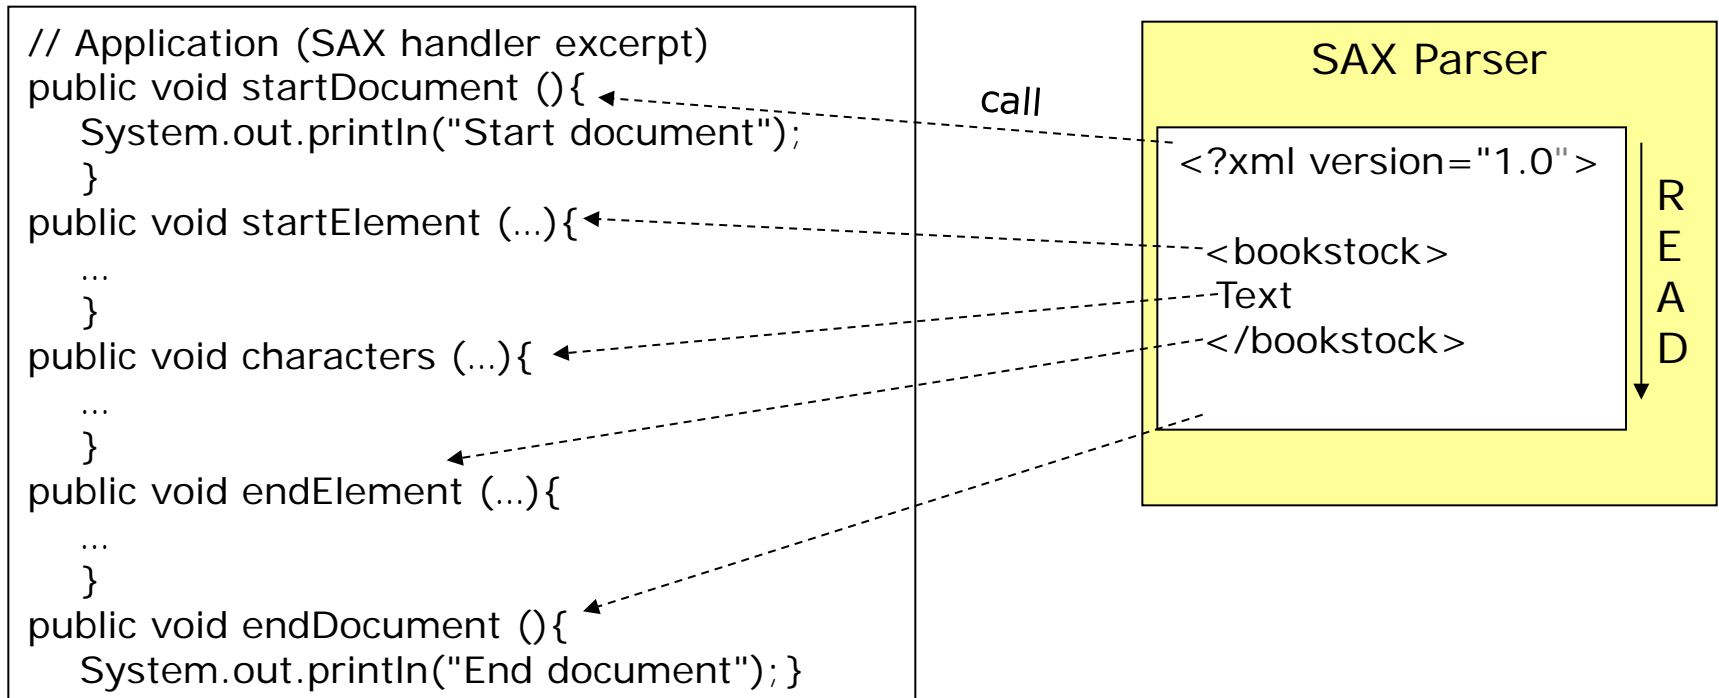 // Application (SAX handler excerpt)
public void startDocument (){
System.out.println("Start document");
}
public void startElement (...){
...
}
public void characters (...){
...
}
public void endElement (...){
...
}
public void endDocument (){
System.out.println("End document");}
call
SAX Parser
<?xml version="1.0">
<bookstock>
Text
</bookstock>
R
E
A
D